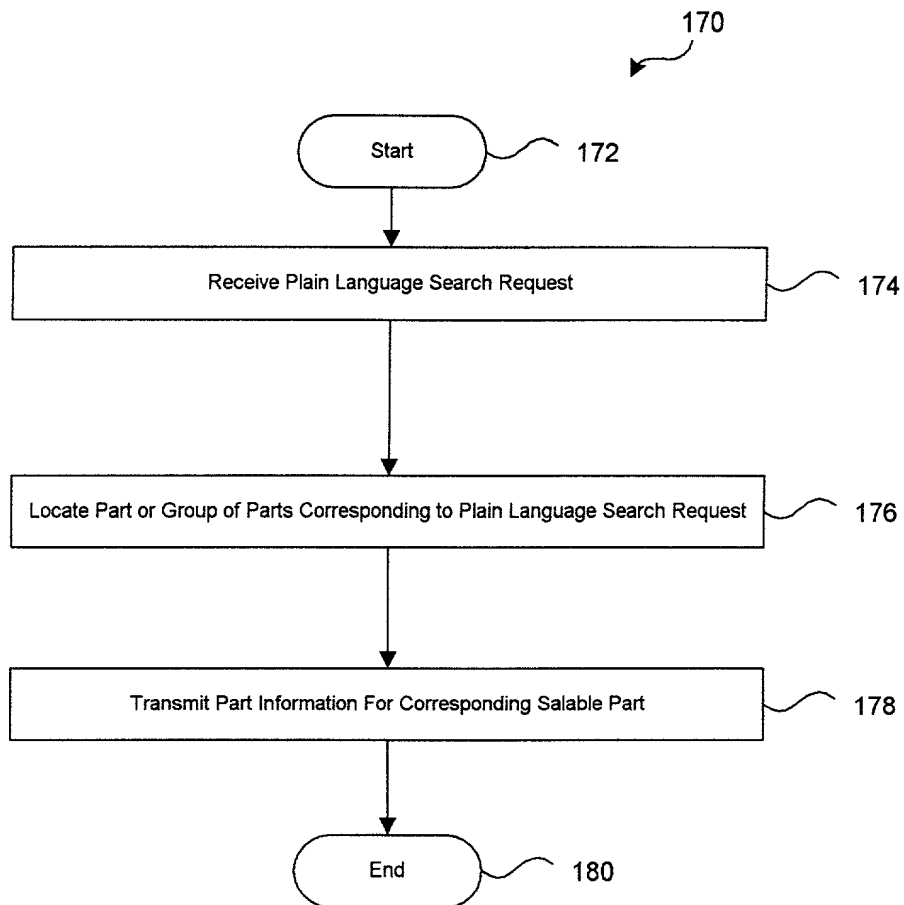 170
Start
172
Receive Plain Language Search Request
174
Locate Part or Group of Parts Corresponding to Plain Language Search Request
176
Transmit Part Information For Corresponding Salable Part
178
End
180